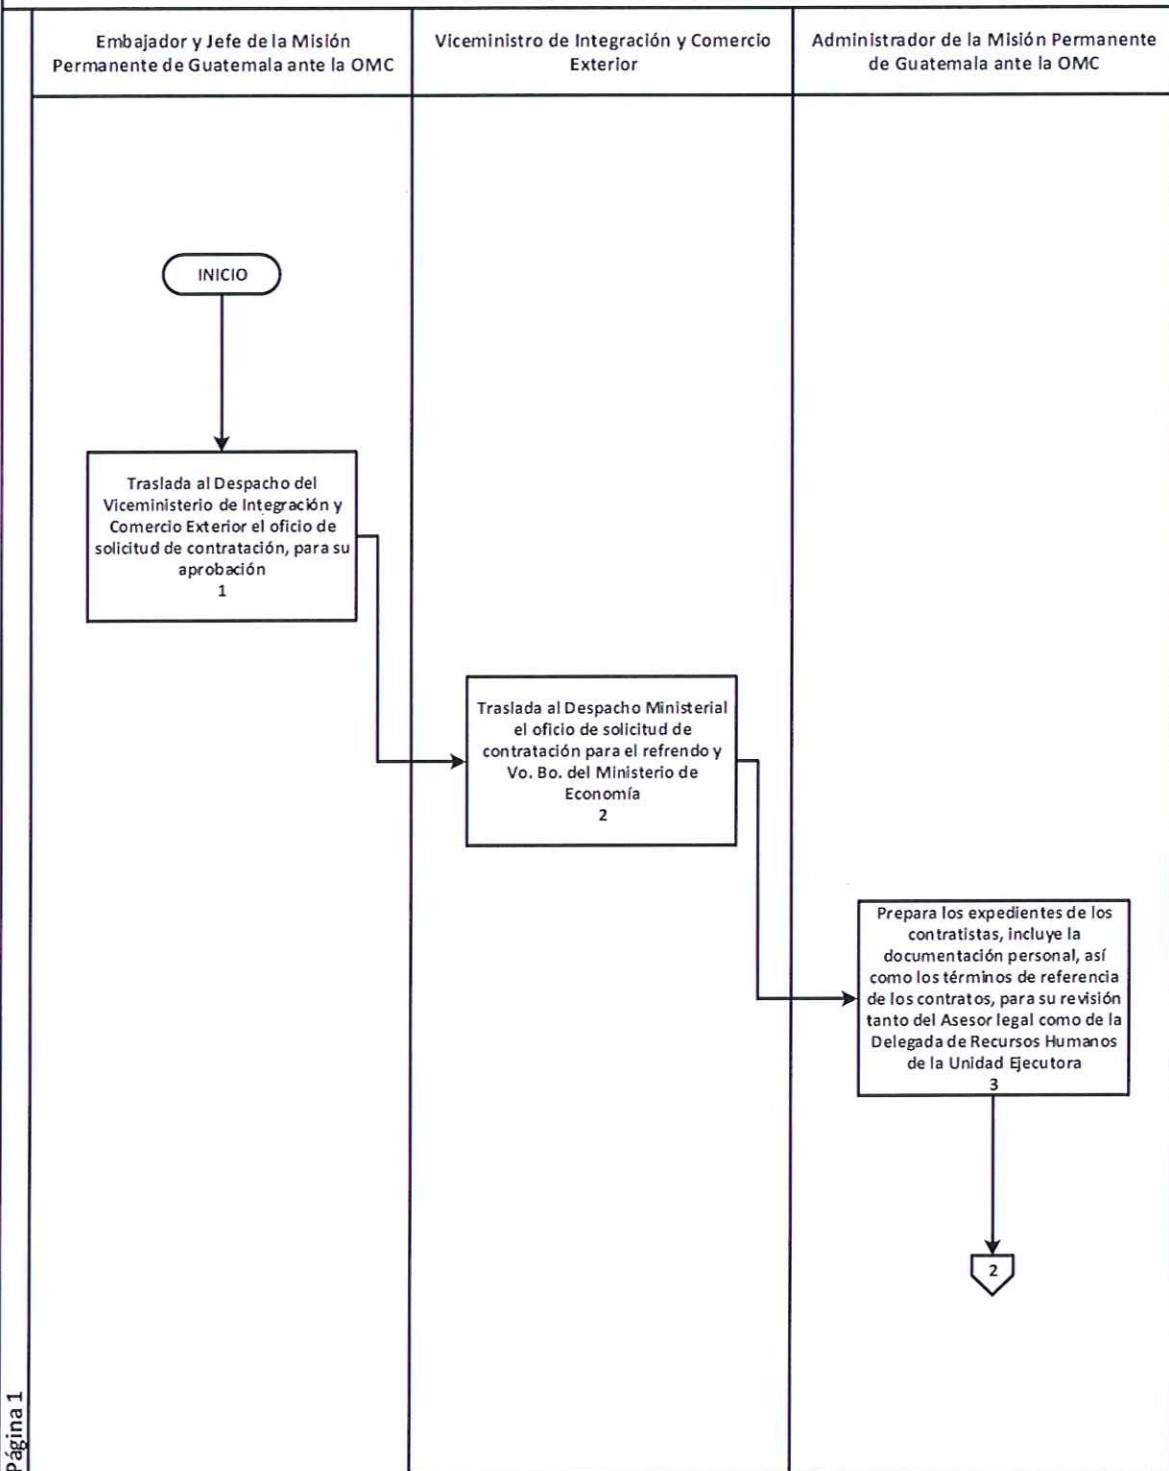 Embajador y Jefe de la Misión
Permanente de Guatemala ante la OMC
Viceministro de Integración y Comercio
Exterior
Administrador de la Misión Permanente
de Guatemala ante la OMC
INICIO
Traslada al Despacho del
Viceministerio de Integración y
Comercio Exterior el oficio de
solicitud de contratación, para su
aprobación
1
Traslada al Despacho Ministerial
el oficio de solicitud de
contratación para el refrendo y
Vo. Bo. del Ministerio de
Economía
2
Prepara los expedientes de los
contratistas, incluye la
documentación personal, así
como los términos de referencia
de los contratos, para su revisión
tanto del Asesor legal como de la
Delegada de Recursos Humanos
de la Unidad Ejecutora
3
2
Página 1